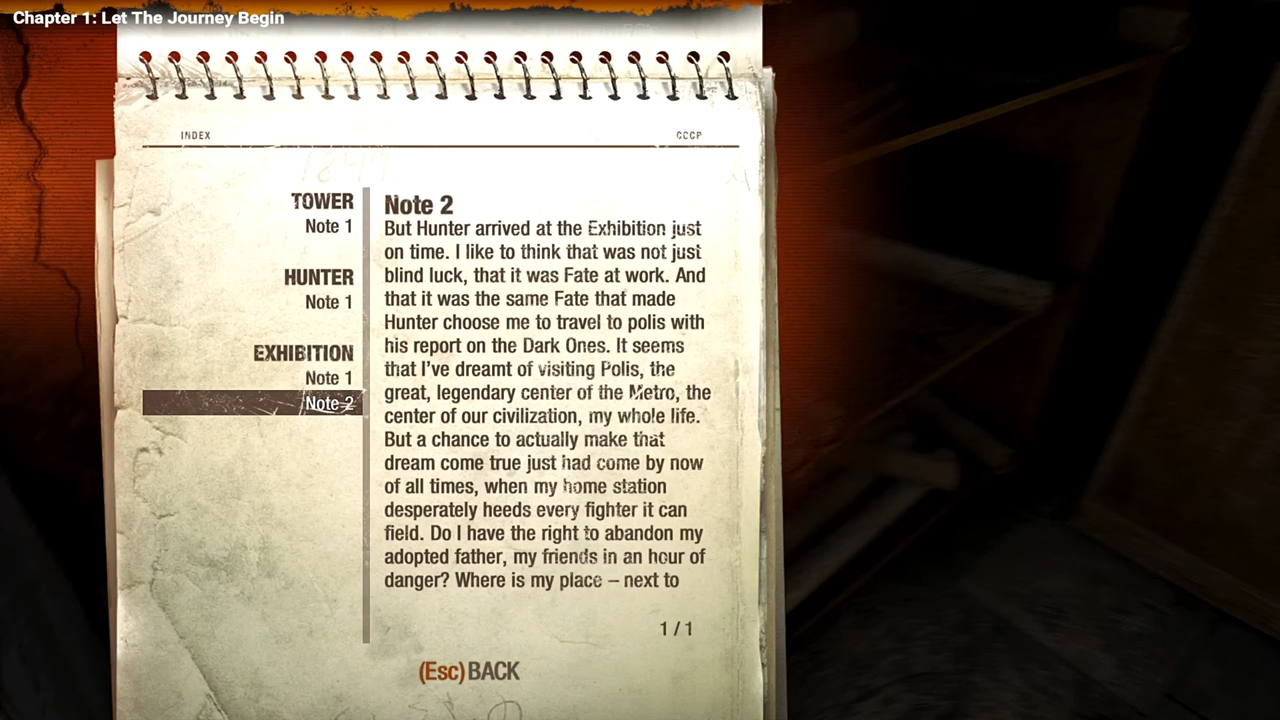 Chapter 1: Let The Journey Begin
INDEX
CCCP
TOWER
Note 1
HUNTER
Note 1
EXHIBITION
Note 1
Note 2
Note 2
But Hunter arrived at the Exhibition just
on time. I like to think that was not just
blind luck, that it was Fate at work. And
that it was the same Fate that made
Hunter choose me to travel to polis with
his report on the Dark Ones. It seems
that I've dreamt of visiting Polis, the
great, legendary center of the Metro, the
center of our civilization, my whole life.
But a chance to actually make that
dream come true just had come by now
of all times, when my home station
desperately heeds every fighter it can
field. Do I have the right to abandon my
adopted father, my friends in an hour of
danger? Where is my place – next to
1 / 1
(Esc) BACK